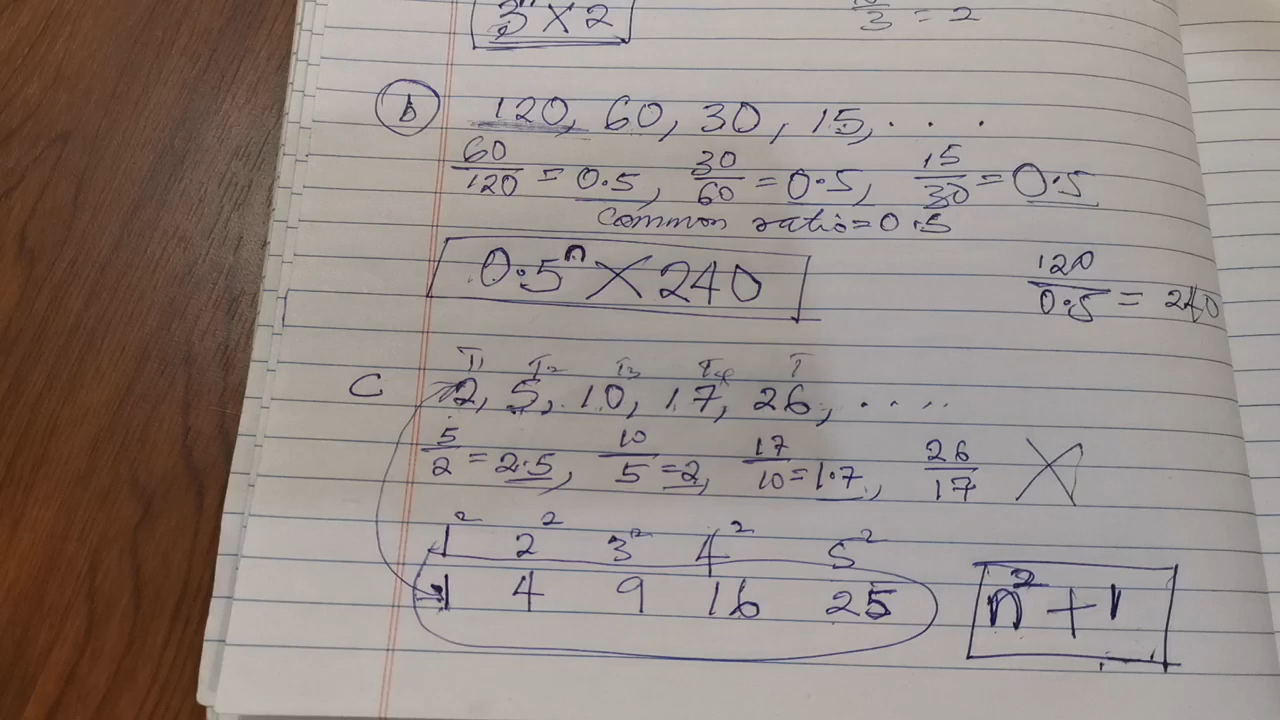 3ⁿ × 2
/3 = 2
b 120, 60, 30, 15, ....
60/120 = 0.5, 30/60 = 0.5, 15/30 = 0.5
common ratio = 0.5
0.5ⁿ × 240
120/0.5 = 240
T1 T2 T3 T4 T
C 2, 5, 10, 17, 26, ....
5/2 = 2.5, 10/5 = 2, 17/10 = 1.7, 26/17 X
1² 2² 3² 4² 5²
1 4 9 16 25
n² + 1